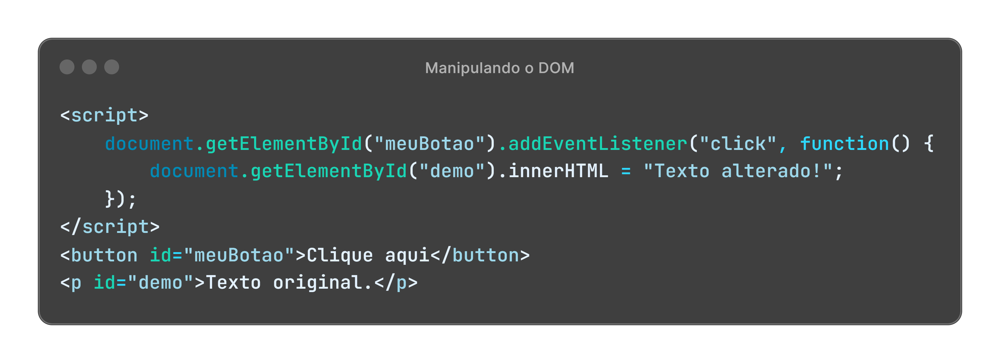 Manipulando o DOM
<script>
    document.getElementById("meuBotao").addEventListener("click", function() {
        document.getElementById("demo").innerHTML = "Texto alterado!";
    });
</script>
<button id="meuBotao">Clique aqui</button>
<p id="demo">Texto original.</p>